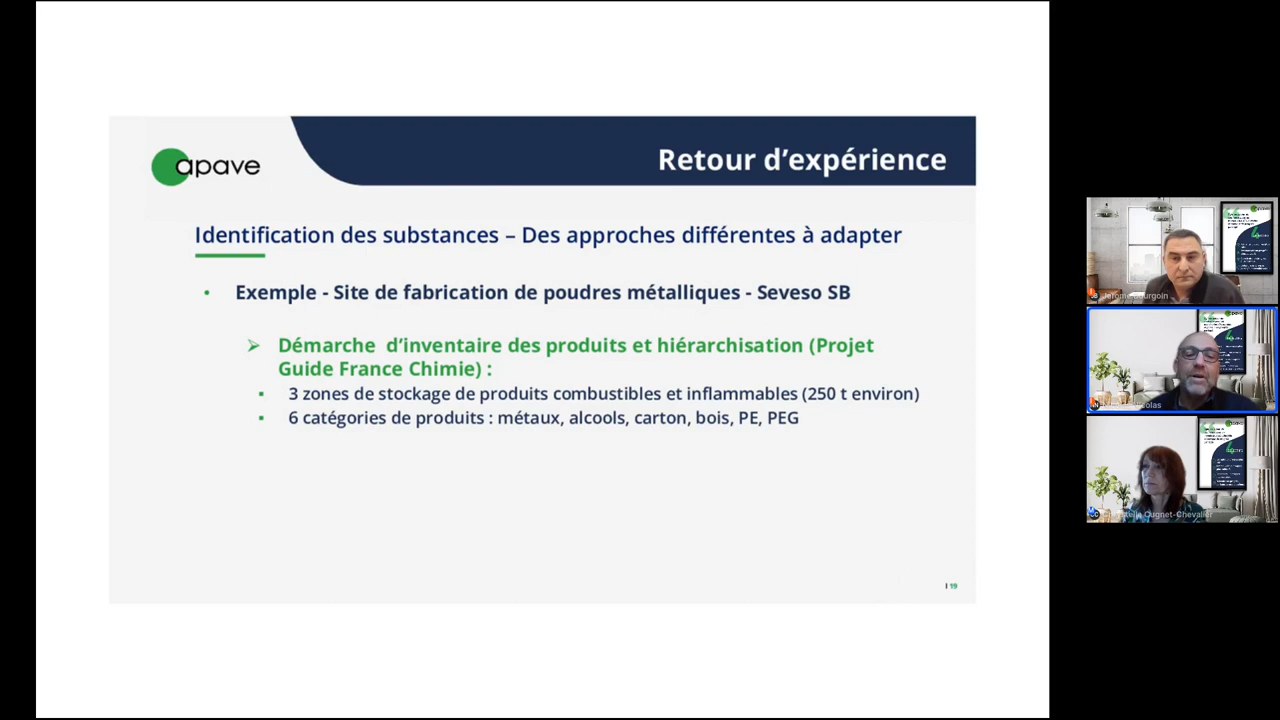 apave
Retour d'expérience
Identification des substances – Des approches différentes à adapter
• Exemple - Site de fabrication de poudres métalliques - Seveso SB
➢ Démarche d'inventaire des produits et hiérarchisation (Projet
Guide France Chimie) :
▪ 3 zones de stockage de produits combustibles et inflammables (250 t environ)
▪ 6 catégories de produits : métaux, alcools, carton, bois, PE, PEG
I 19
Cugnet-Chevalier